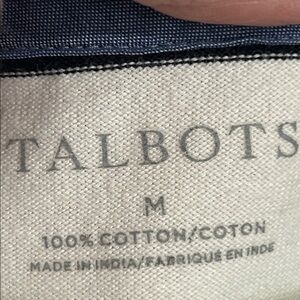 TALBOTS
M
100% COTTON/COTON
MADE IN INDIA/FABRIQUÉ EN INDE